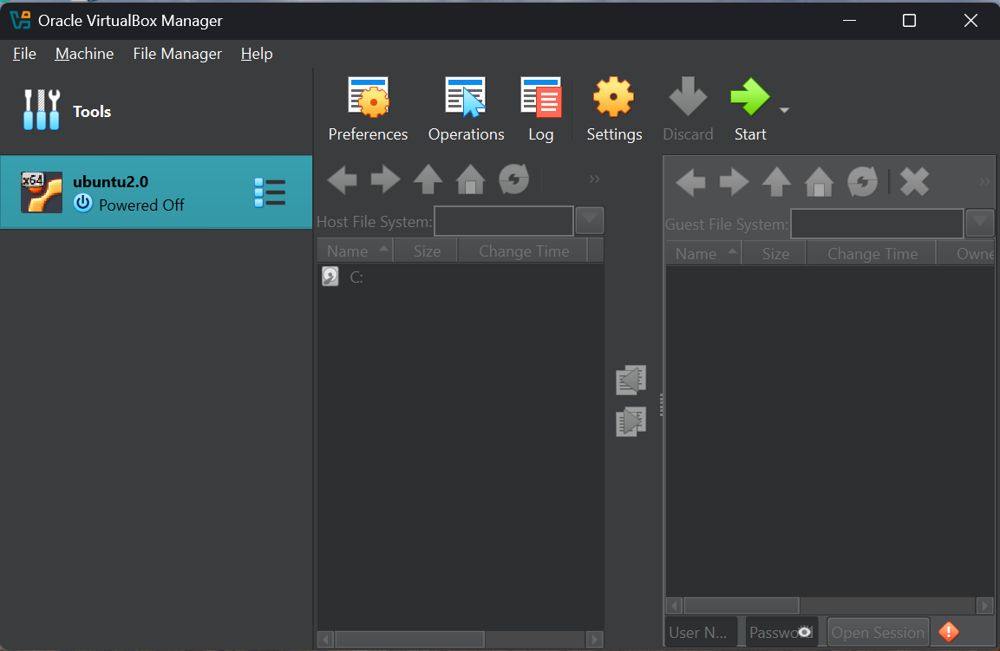 Oracle VirtualBox Manager
File Machine File Manager Help
Tools
Preferences Operations Log Settings Discard Start
x64
ubuntu2.0
Powered Off
Host File System:
Name Size Change Time
C:
Guest File System:
Name Size Change Time Owne
User N... Password Open Session